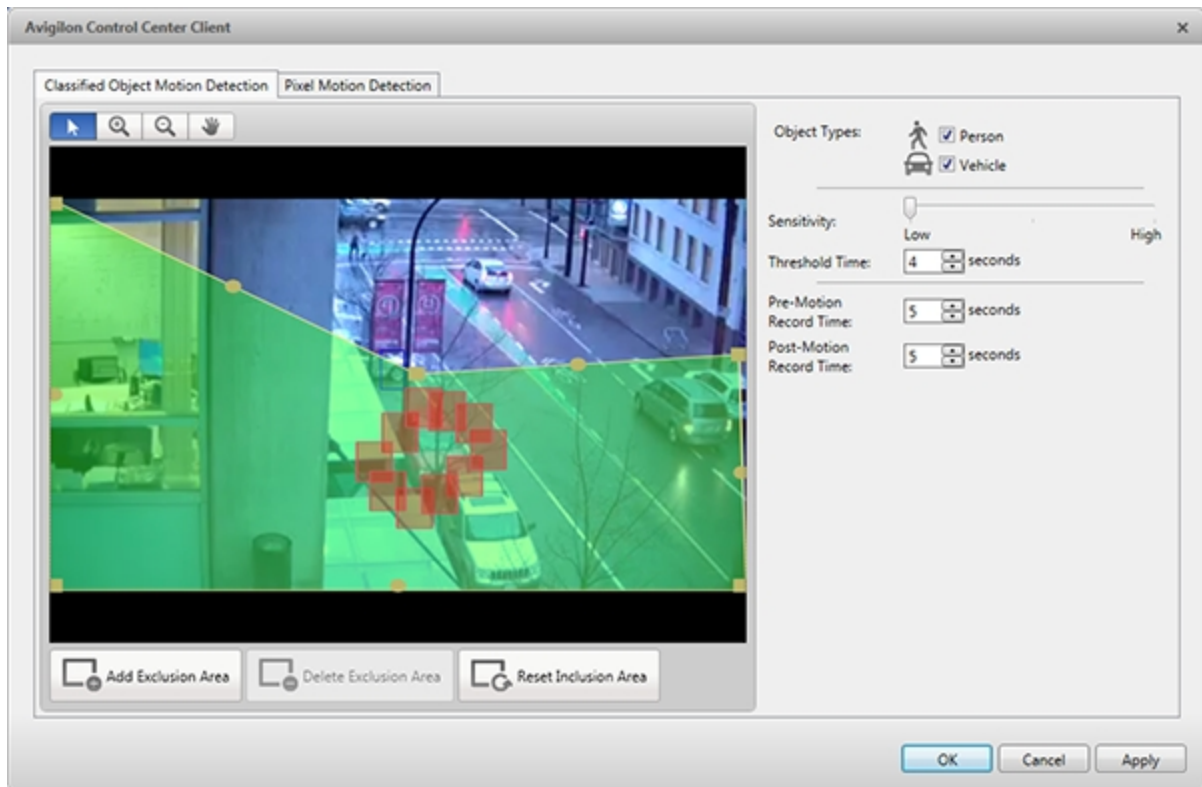 Avigilon Control Center Client
Classified Object Motion Detection
Pixel Motion Detection
Object Types:
Person
Vehicle
Sensitivity:
Low
High
Threshold Time:
4
seconds
Pre-Motion
Record Time:
5
seconds
Post-Motion
Record Time:
5
seconds
Add Exclusion Area
Delete Exclusion Area
Reset Inclusion Area
OK
Cancel
Apply